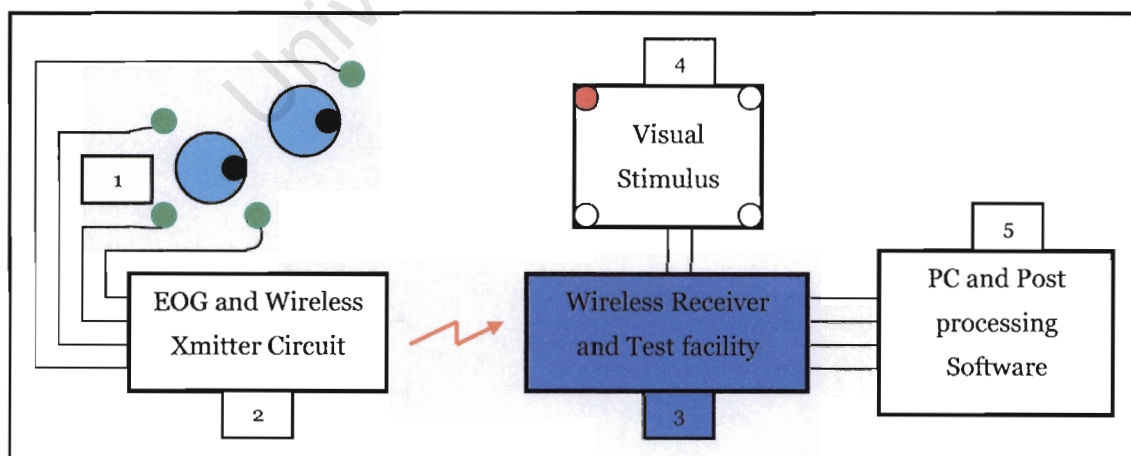 Univ
4
Visual
Stimulus
1
5
EOG and Wireless
Xmitter Circuit
Wireless Receiver
and Test facility
PC and Post
processing
Software
2
3